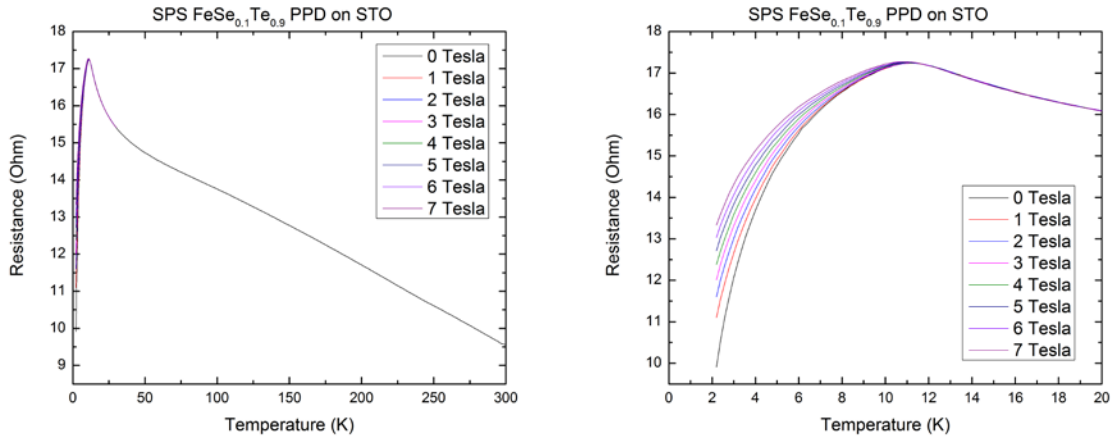 SPS FeSe0.1Te0.9 PPD on STO
18
17
16
15
14
13
12
11
10
9
0 Tesla
1 Tesla
2 Tesla
3 Tesla
4 Tesla
5 Tesla
6 Tesla
7 Tesla
Resistance (Ohm)
0
50
100
150
200
250
300
Temperature (K)
SPS FeSe0.1Te0.9 PPD on STO
18
17
16
15
14
13
12
11
10
0 Tesla
1 Tesla
2 Tesla
3 Tesla
4 Tesla
5 Tesla
6 Tesla
7 Tesla
Resistance (Ohm)
0
2
4
6
8
10
12
14
16
18
20
Temperature (K)